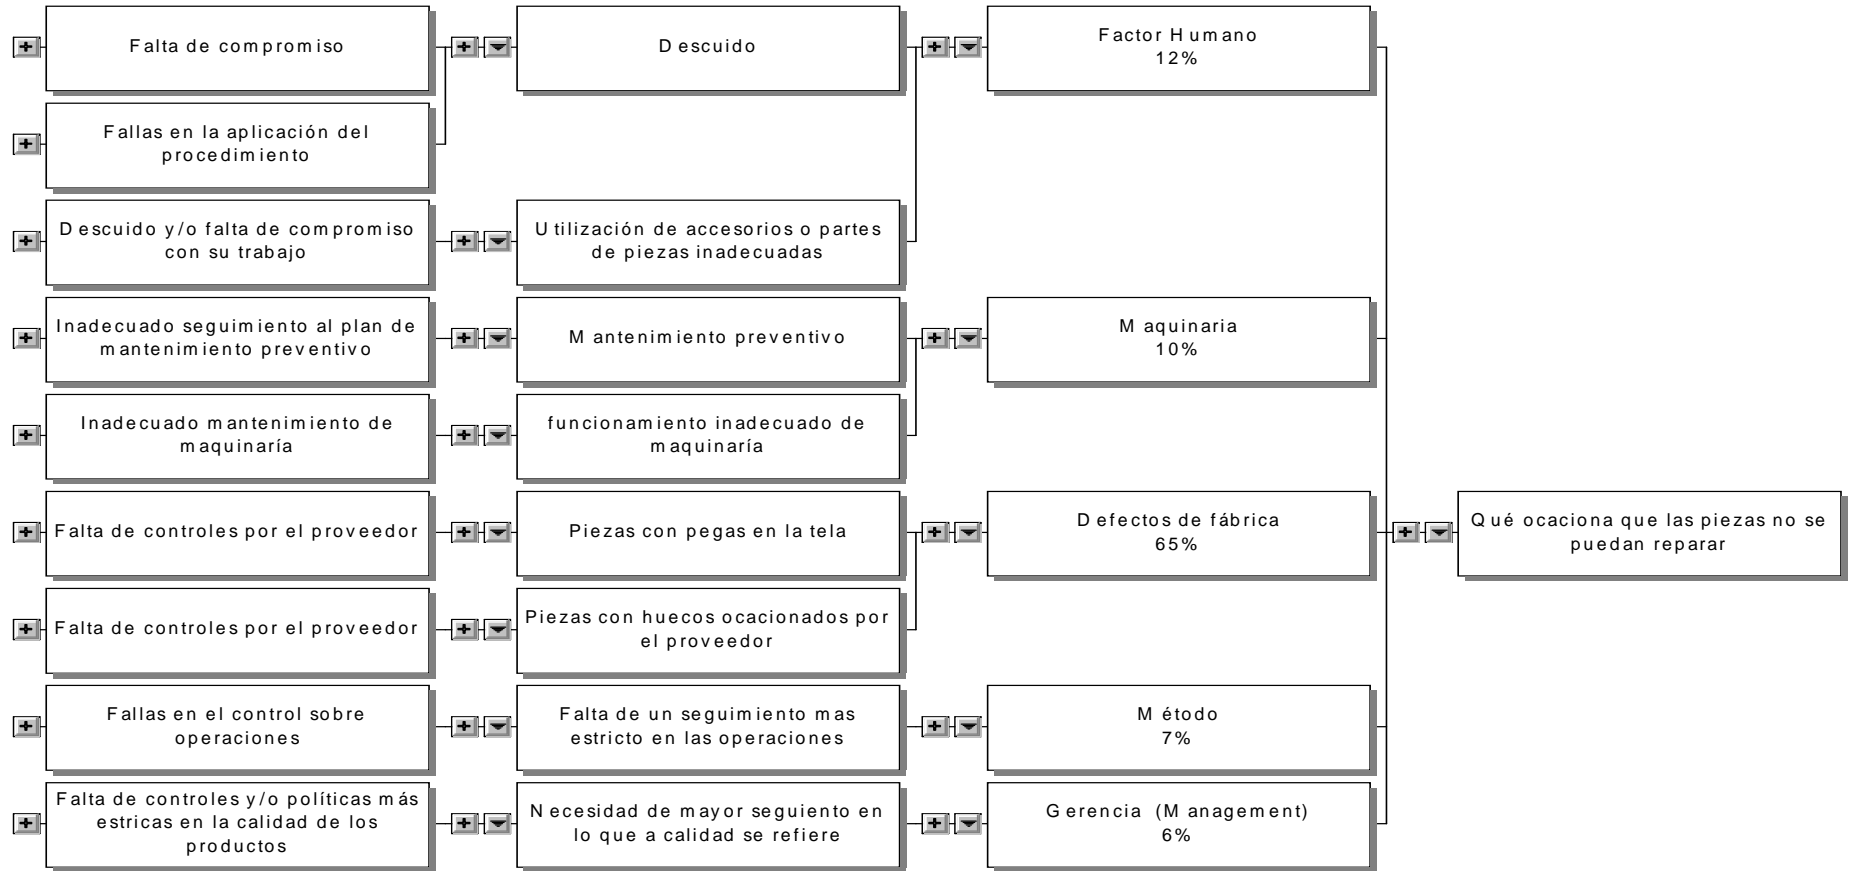 Falta de compromiso
Descuido
Factor Humano
12%
Fallas en la aplicación del
procedimiento
Descuido y/o falta de compromiso
con su trabajo
Utilización de accesorios o partes
de piezas inadecuadas
Inadecuado seguimiento al plan de
mantenimiento preventivo
Mantenimiento preventivo
Maquinaria
10%
Inadecuado mantenimiento de
maquinaría
funcionamiento inadecuado de
maquinaría
Falta de controles por el proveedor
Piezas con pegas en la tela
Defectos de fábrica
65%
Qué ocaciona que las piezas no se
puedan reparar
Falta de controles por el proveedor
Piezas con huecos ocacionados por
el proveedor
Fallas en el control sobre
operaciones
Falta de un seguimiento mas
estricto en las operaciones
Método
7%
Falta de controles y/o políticas más
estricas en la calidad de los
productos
Necesidad de mayor seguiento en
lo que a calidad se refiere
Gerencia (Management)
6%